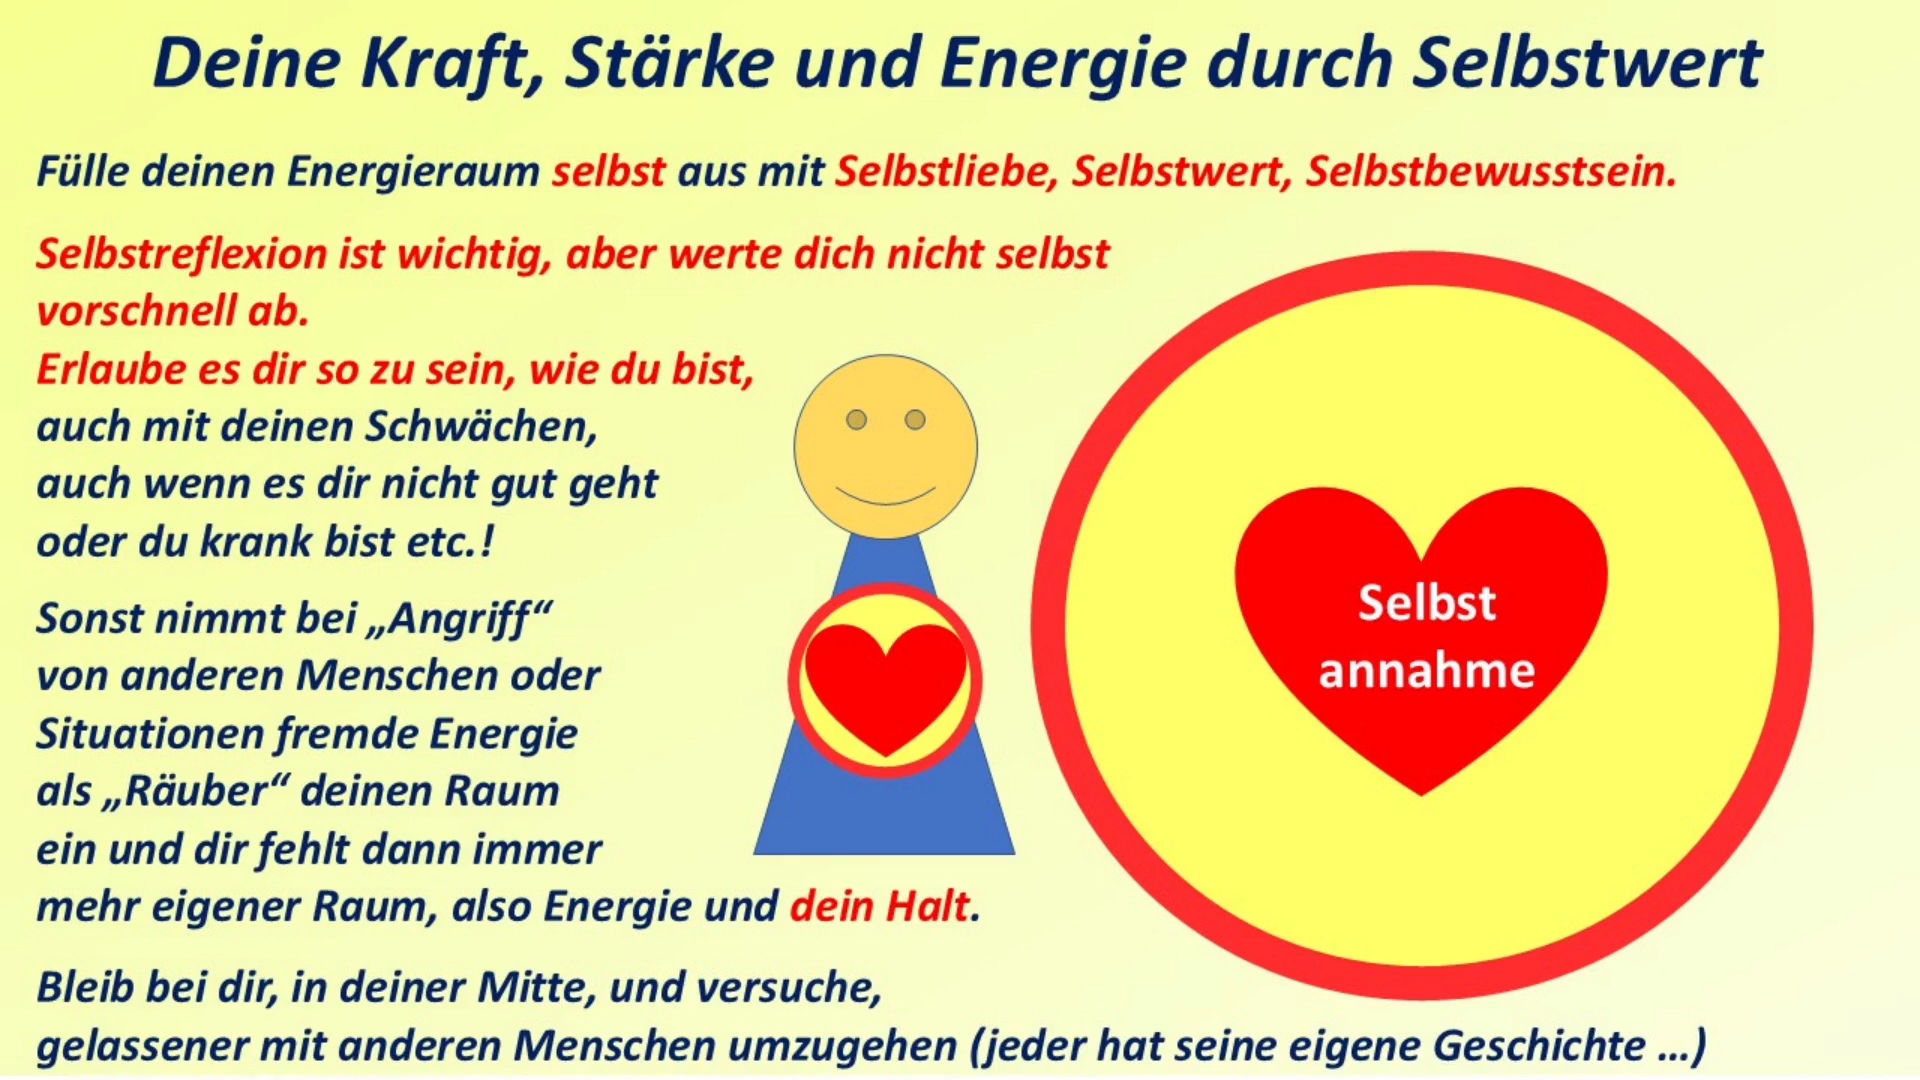 Deine Kraft, Stärke und Energie durch Selbstwert
Fülle deinen Energieraum selbst aus mit Selbstliebe, Selbstwert, Selbstbewusstsein.
Selbstreflexion ist wichtig, aber werte dich nicht selbst
vorschnell ab.
Erlaube es dir so zu sein, wie du bist,
auch mit deinen Schwächen,
auch wenn es dir nicht gut geht
oder du krank bist etc.!
Sonst nimmt bei „Angriff“
von anderen Menschen oder
Situationen fremde Energie
als „Räuber“ deinen Raum
ein und dir fehlt dann immer
mehr eigener Raum, also Energie und dein Halt.
Bleib bei dir, in deiner Mitte, und versuche,
gelassener mit anderen Menschen umzugehen (jeder hat seine eigene Geschichte …)
Selbst
annahme